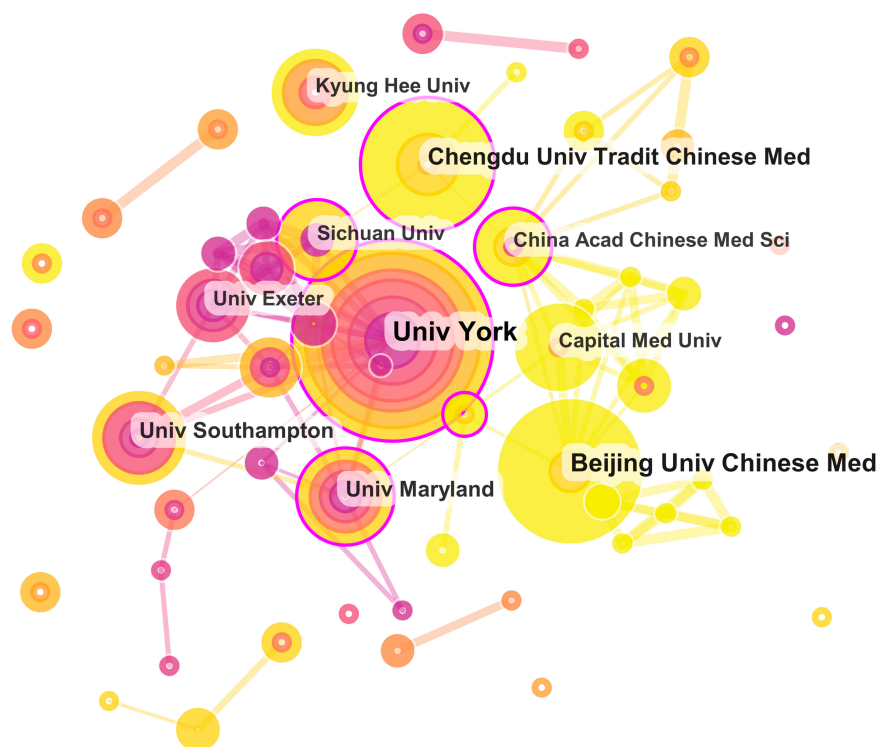 Kyung Hee Univ
Chengdu Univ Tradit Chinese Med
Sichuan Univ
China Acad Chinese Med Sci
Univ Exeter
Univ York
Capital Med Univ
Univ Southampton
Beijing Univ Chinese Med
Univ Maryland